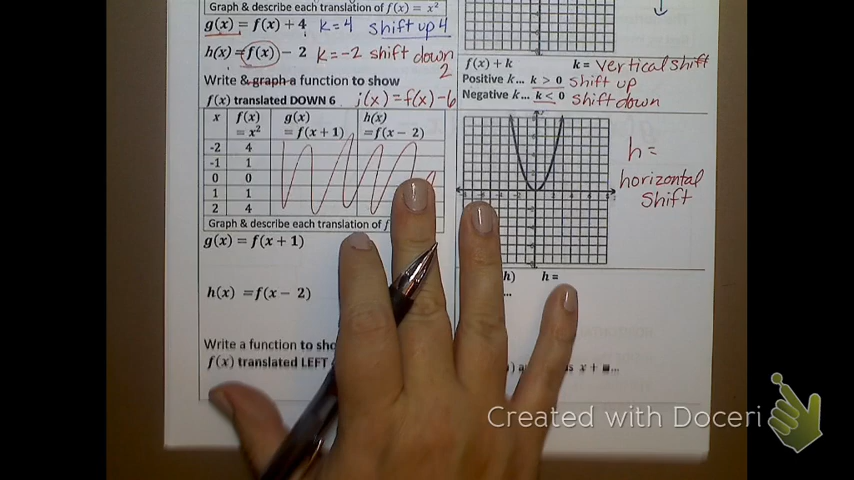 Graph & describe each translation of f(x) = x²
g(x) = f(x) + 4 k = 4 shift up 4
h(x) = f(x) − 2 k = −2 shift down 2
Write & graph a function to show
f(x) translated DOWN 6 j(x) = f(x) − 6
x f(x) = x² g(x) = f(x + 1) h(x) = f(x − 2)
-2 4
-1 1
0 0
1 1
2 4
Graph & describe each translation of f
g(x) = f(x + 1)
h(x) = f(x − 2)
Write a function to sho
f(x) translated LEFT
f(x) + k k = vertical shift
Positive k... k > 0 shift up
Negative k... k < 0 shift down
h =
horizontal
shift
h) h =
x +
Created with Doceri